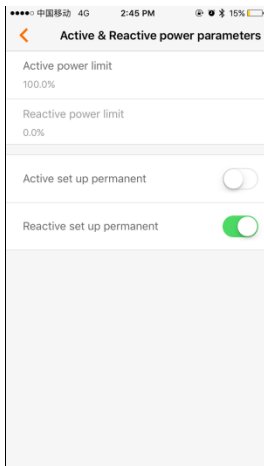 中国移动 4G 2:45 PM 15%
Active & Reactive power parameters
Active power limit
100.0%
Reactive power limit
0.0%
Active set up permanent
Reactive set up permanent